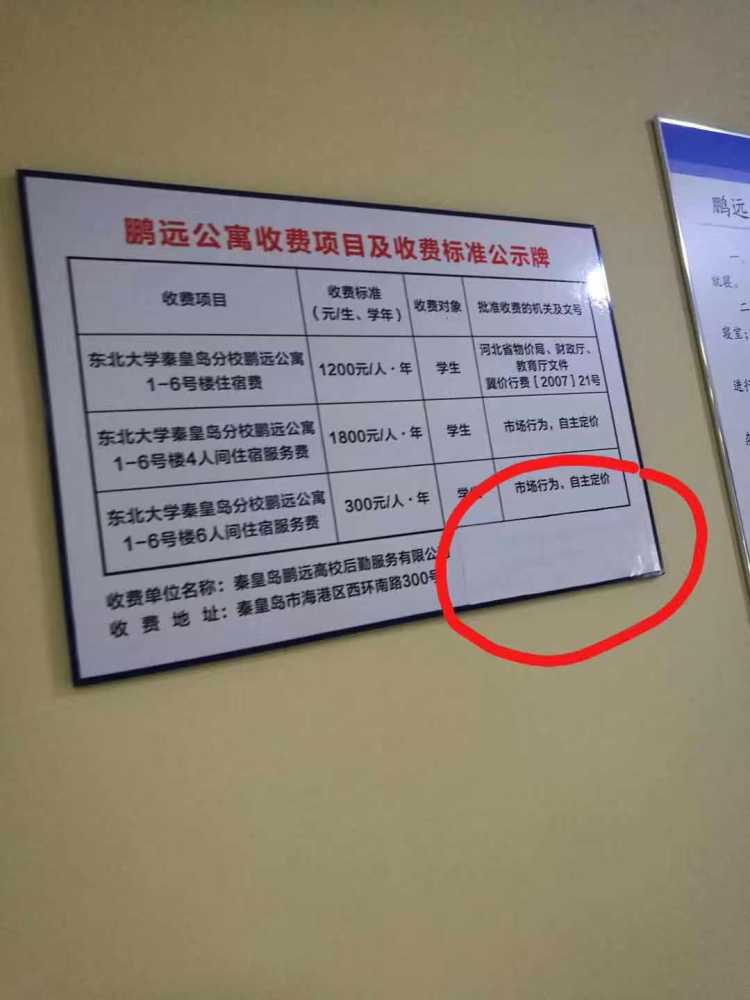 鹏远公寓收费项目及收费标准公示牌
收费项目
收费标准
（元/生、学年）
收费对象
批准收费的机关及文号
东北大学秦皇岛分校鹏远公寓
1-6号楼住宿费
1200元/人·年
学生
河北省物价局、财政厅、
教育厅文件
冀价行费［2007］21号
东北大学秦皇岛分校鹏远公寓
1-6号楼4人间住宿服务费
1800元/人·年
学生
市场行为，自主定价
东北大学秦皇岛分校鹏远公寓
1-6号楼6人间住宿服务费
300元/人·年
学生
市场行为，自主定价
收费单位名称：秦皇岛鹏远高校后勤服务有限公司
收费地址：秦皇岛市海港区西环南路300号
鹏远
一、
就寝。
二
寝室；
进行